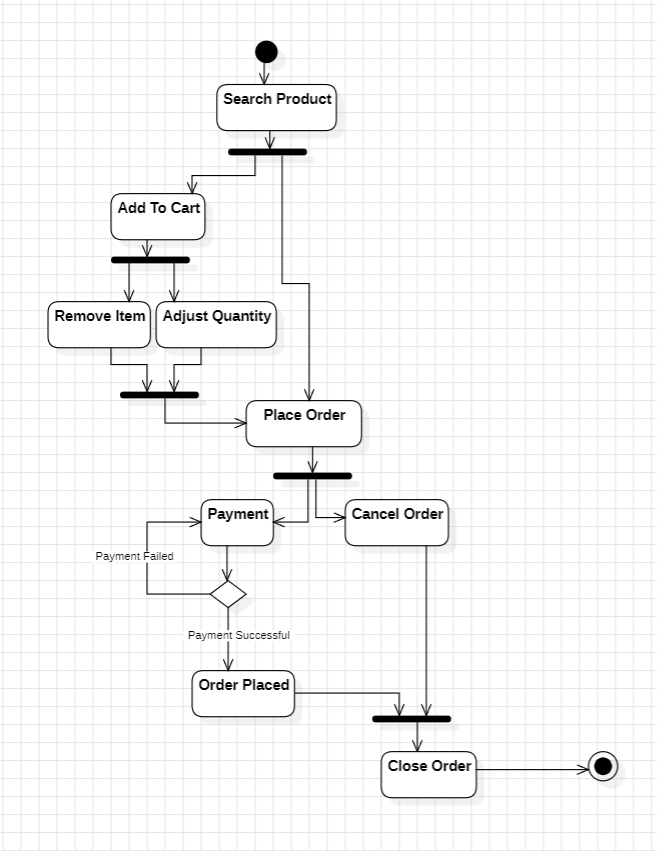 Search Product
Add To Cart
Remove Item
Adjust Quantity
Place Order
Payment
Cancel Order
Payment Failed
Payment Successful
Order Placed
Close Order